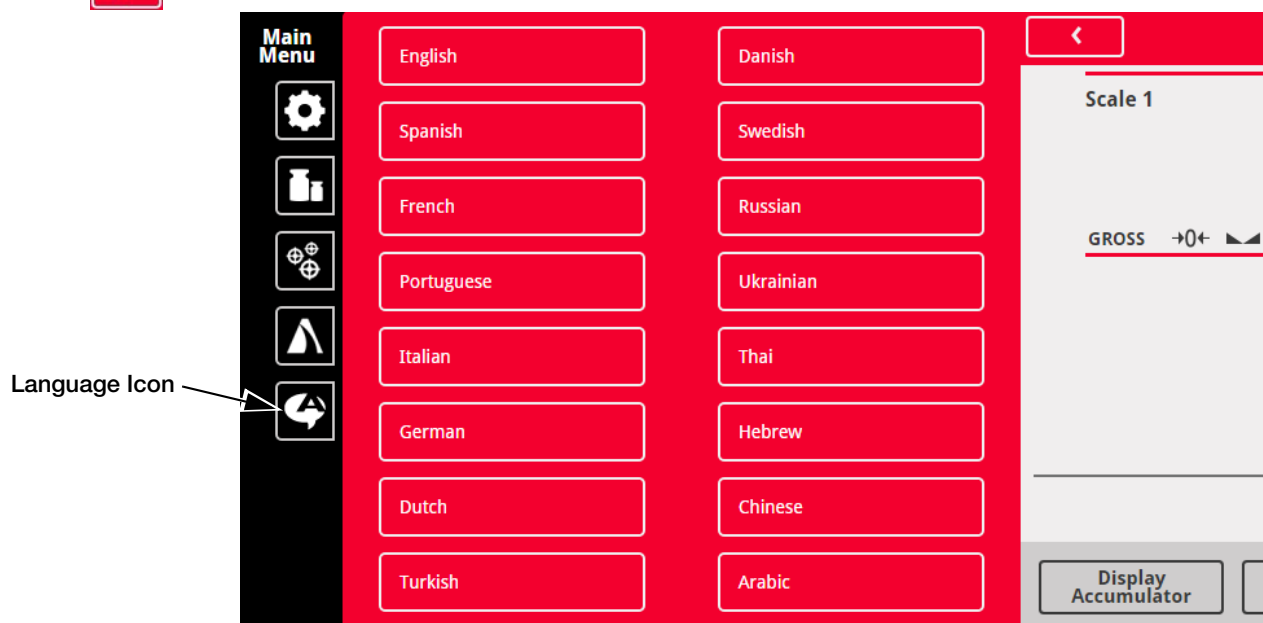 Main
Menu
Language Icon
English
Spanish
French
Portuguese
Italian
German
Dutch
Turkish
Danish
Swedish
Russian
Ukrainian
Thai
Hebrew
Chinese
Arabic
Scale 1
GROSS →0←
Display
Accumulator